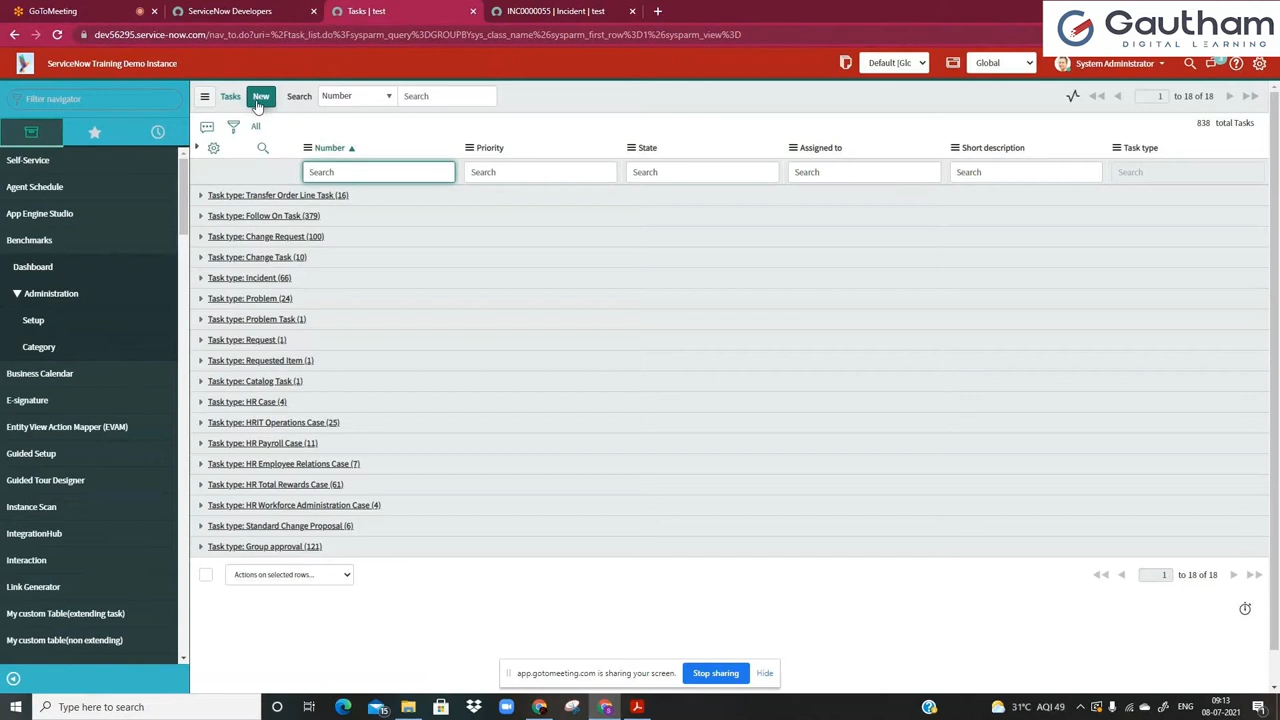 GoToMeeting
ServiceNow Developers
Tasks | test
INC0000055 | Incident | test
dev56295.service-now.com/nav_to.do?uri=%2Ftask_list.do%3Fsysparm_query%3DGROUPBYsys_class_name%26sysparm_first_row%3D1%26sysparm_view%3D
Gautham
DIGITAL LEARNING
ServiceNow Training Demo Instance
Default [Glc
Global
System Administrator
Filter navigator
Tasks
New
Search
Number
Search
1
to 18 of 18
All
838 total Tasks
Number
Priority
State
Assigned to
Short description
Task type
Search
Search
Search
Search
Search
Search
Self-Service
Agent Schedule
App Engine Studio
Benchmarks
Dashboard
Administration
Setup
Category
Business Calendar
E-signature
Entity View Action Mapper (EVAM)
Guided Setup
Guided Tour Designer
Instance Scan
IntegrationHub
Interaction
Link Generator
My custom Table(extending task)
My custom table(non extending)
Task type: Transfer Order Line Task (16)
Task type: Follow On Task (379)
Task type: Change Request (100)
Task type: Change Task (10)
Task type: Incident (66)
Task type: Problem (24)
Task type: Problem Task (1)
Task type: Request (1)
Task type: Requested Item (1)
Task type: Catalog Task (1)
Task type: HR Case (4)
Task type: HRIT Operations Case (25)
Task type: HR Payroll Case (11)
Task type: HR Employee Relations Case (7)
Task type: HR Total Rewards Case (61)
Task type: HR Workforce Administration Case (4)
Task type: Standard Change Proposal (6)
Task type: Group approval (121)
Actions on selected rows...
1
to 18 of 18
app.gotomeeting.com is sharing your screen.
Stop sharing
Hide
Type here to search
15
31°C AQI 49
09:13
08-07-2021